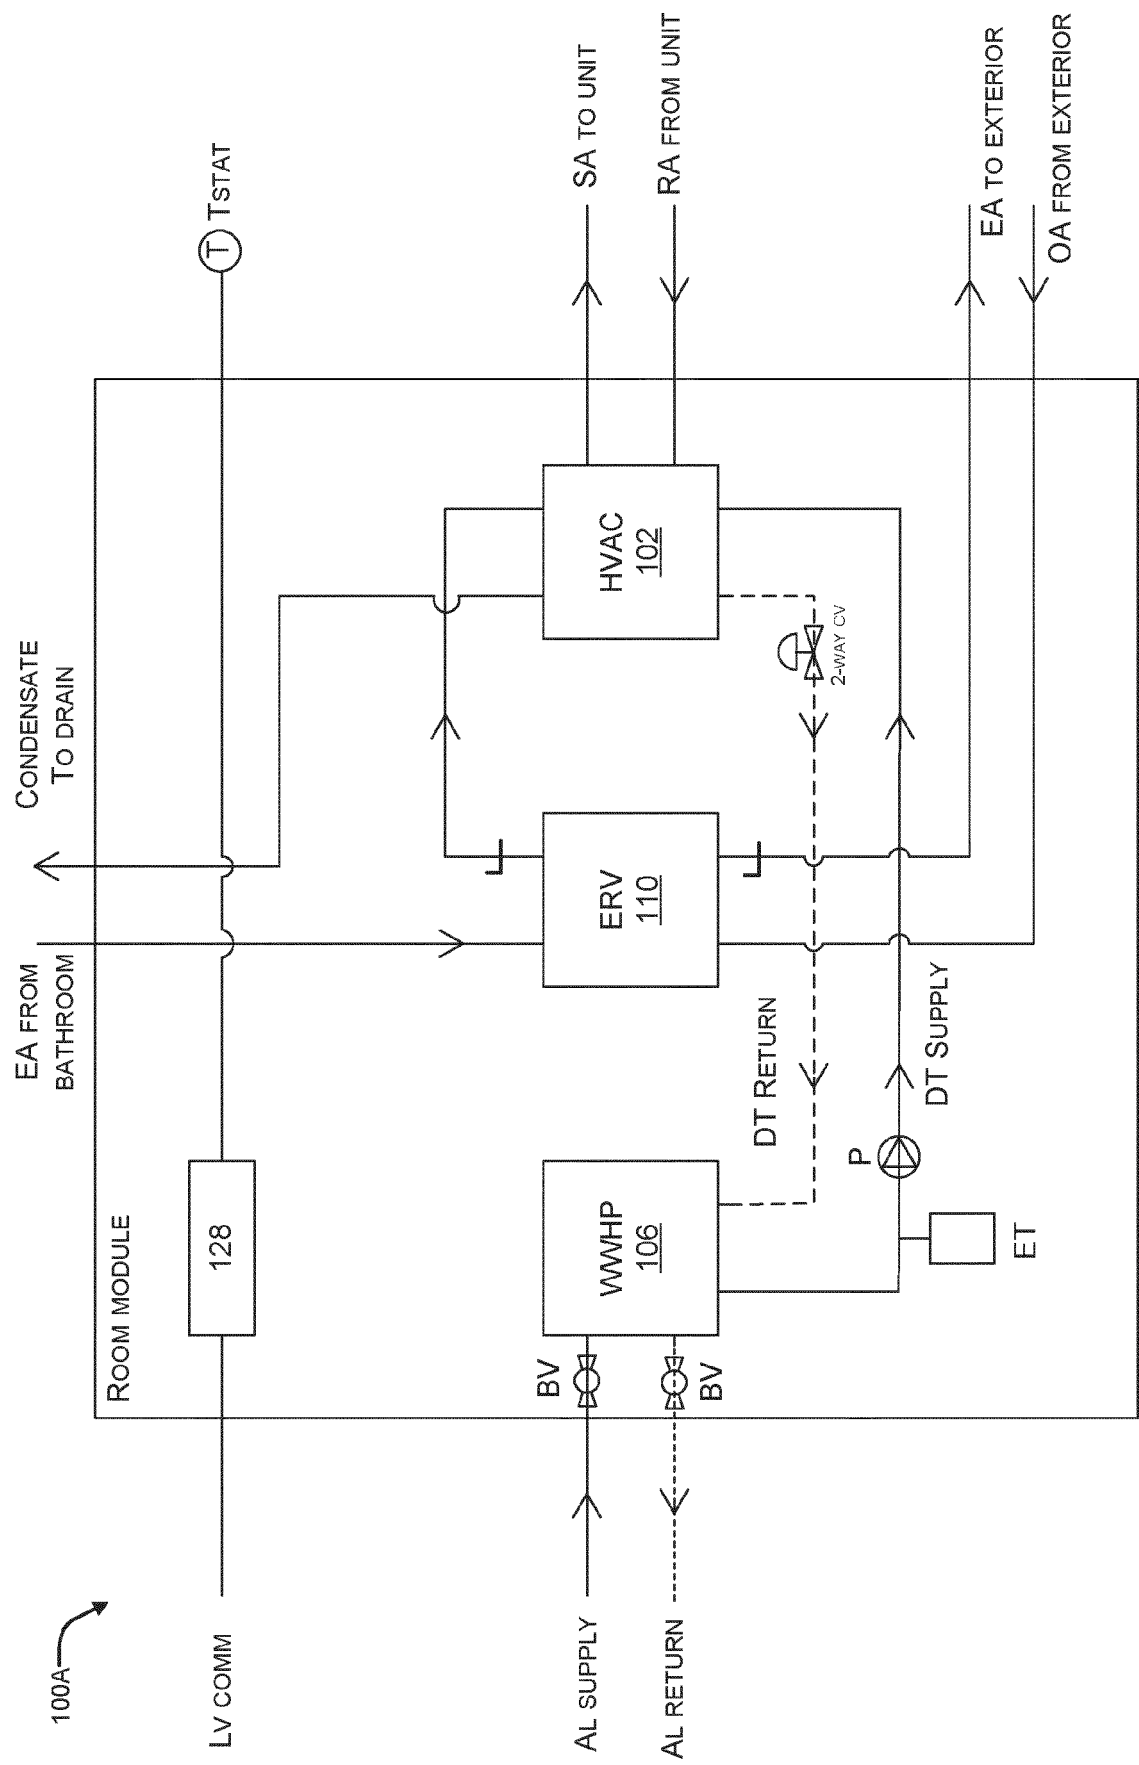 100A
ROOM MODULE
LV COMM
128
T
TSTAT
EA FROM
BATHROOM
CONDENSATE
TO DRAIN
AL SUPPLY
AL RETURN
BV
BV
WWHP
106
ERV
110
HVAC
102
SA TO UNIT
RA FROM UNIT
2-WAY CV
DT RETURN
P
DT SUPPLY
ET
EA TO EXTERIOR
OA FROM EXTERIOR